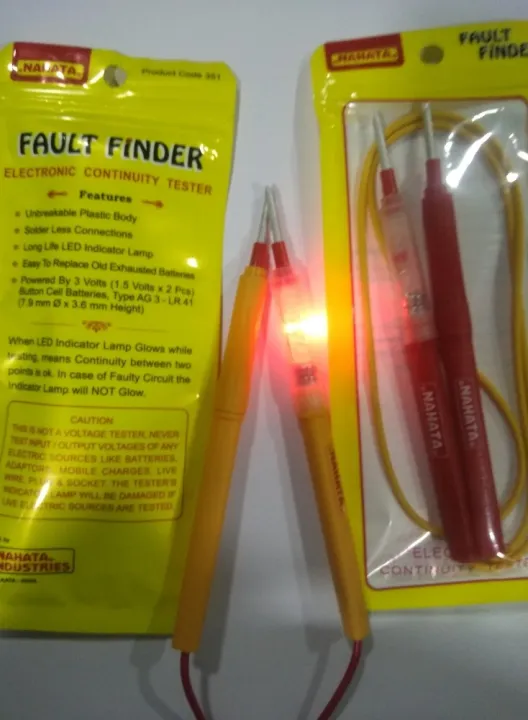 NAHATA
Product Code 351
FAULT FINDER
ELECTRONIC CONTINUITY TESTER
Features
Unbreakable Plastic Body
Solder Less Connections
Long Life LED Indicator Lamp
Easy To Replace Old Exhausted Batteries
Powered By 3 Volts (1.5 Volts x 2 Pcs)
Button Cell Batteries, Type AG 3 - LR 41
(7.9 mm Ø x 3.6 mm Height)
When LED Indicator Lamp Glows while
testing, means Continuity between two
points is ok. In case of Faulty Circuit the
Indicator Lamp will NOT Glow.
CAUTION
THIS IS NOT A VOLTAGE TESTER, NEVER
TEST INPUT / OUTPUT VOLTAGES OF ANY
ELECTRIC SOURCES LIKE BATTERIES,
ADAPTORS, MOBILE CHARGES, LIVE
WIRE, PLUG & SOCKET. THE TESTER'S
INDICATOR LAMP WILL BE DAMAGED IF
LIVE ELECTRIC SOURCES ARE TESTED.
NAHATA
INDUSTRIES
NAHATA
NAHATA
FAULT
FINDE
NAHATA
NAHATA
ELEC
CONTINUITY TESTE